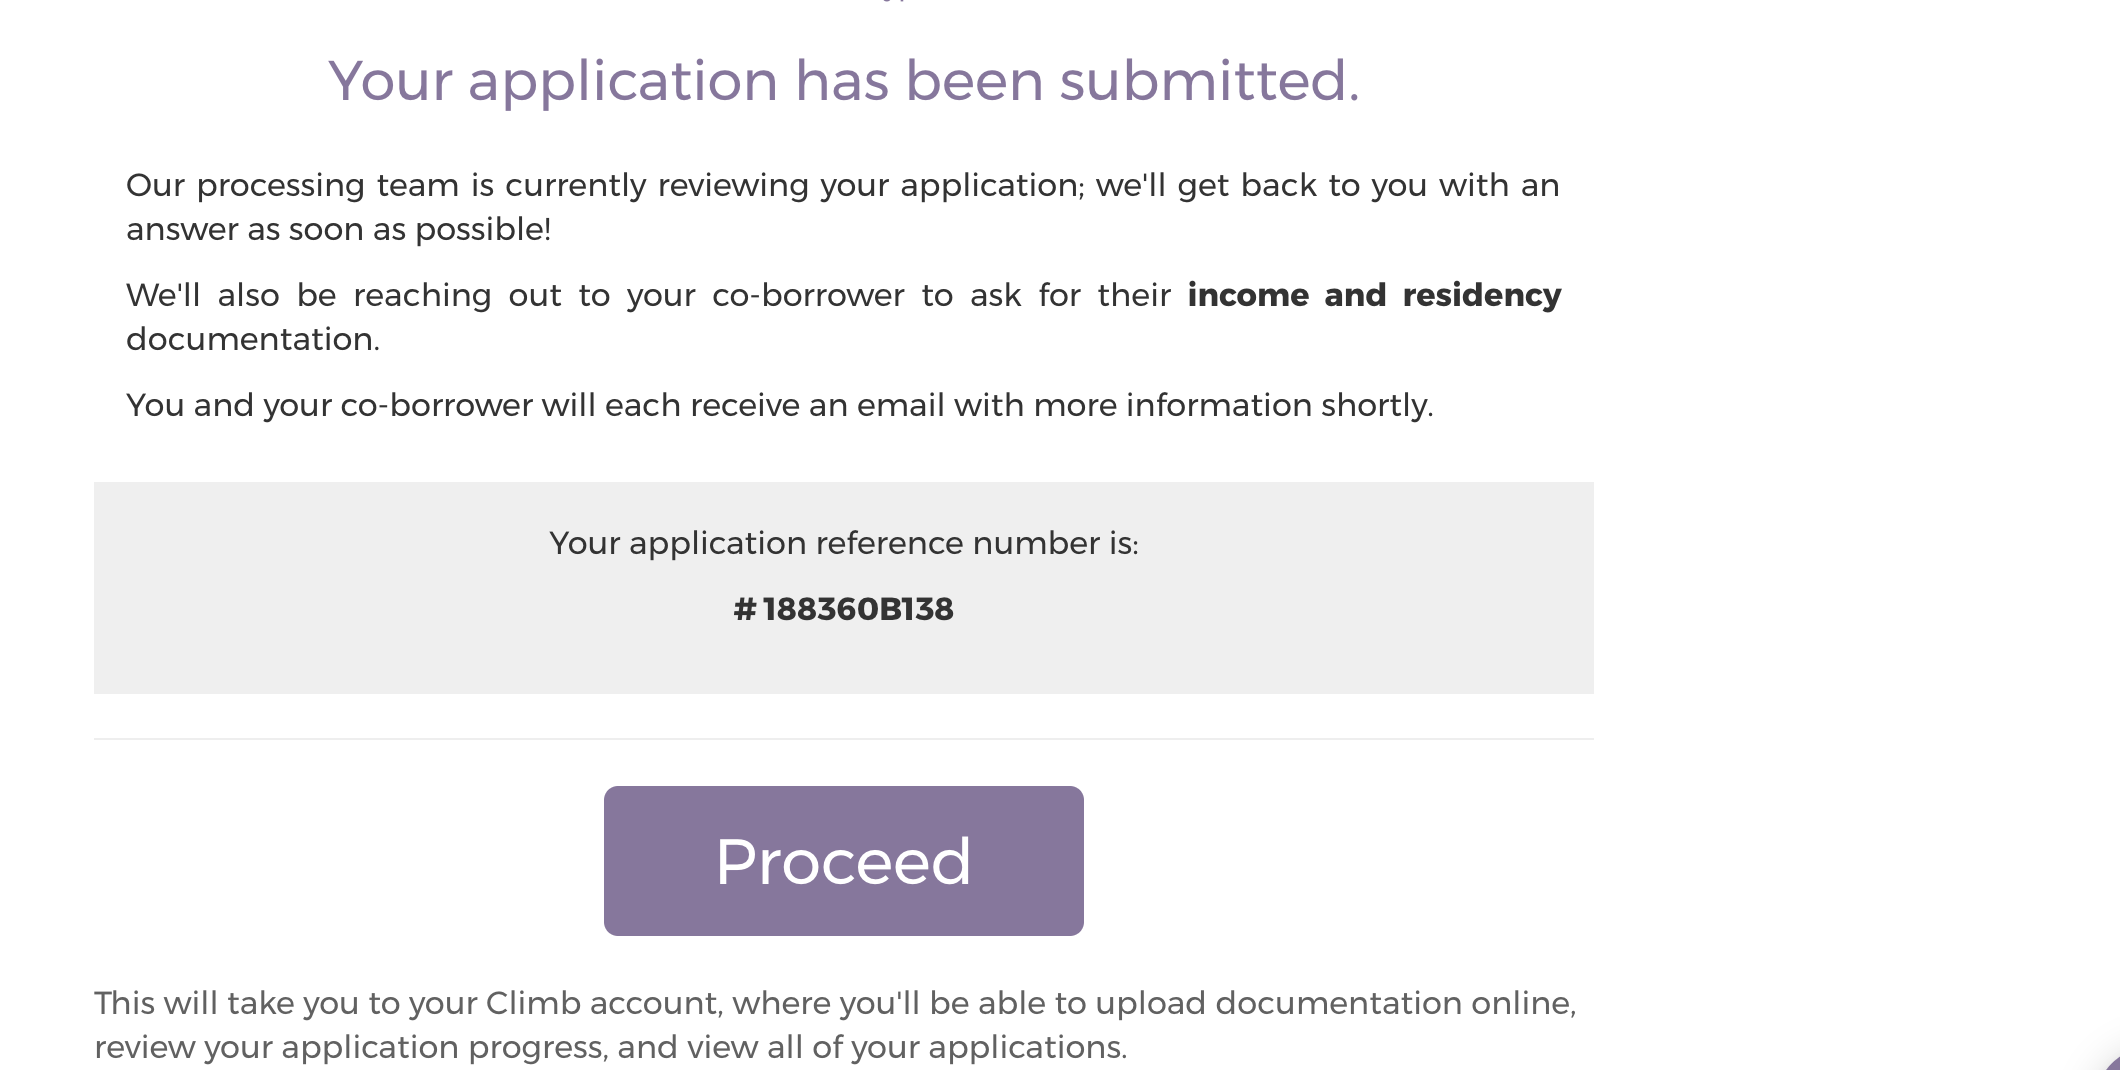 Your application has been submitted.
Our processing team is currently reviewing your application; we'll get back to you with an
answer as soon as possible!
We'll also be reaching out to your co-borrower to ask for their income and residency
documentation.
You and your co-borrower will each receive an email with more information shortly.
Your application reference number is:
# 188360B138
Proceed
This will take you to your Climb account, where you'll be able to upload documentation online,
review your application progress, and view all of your applications.